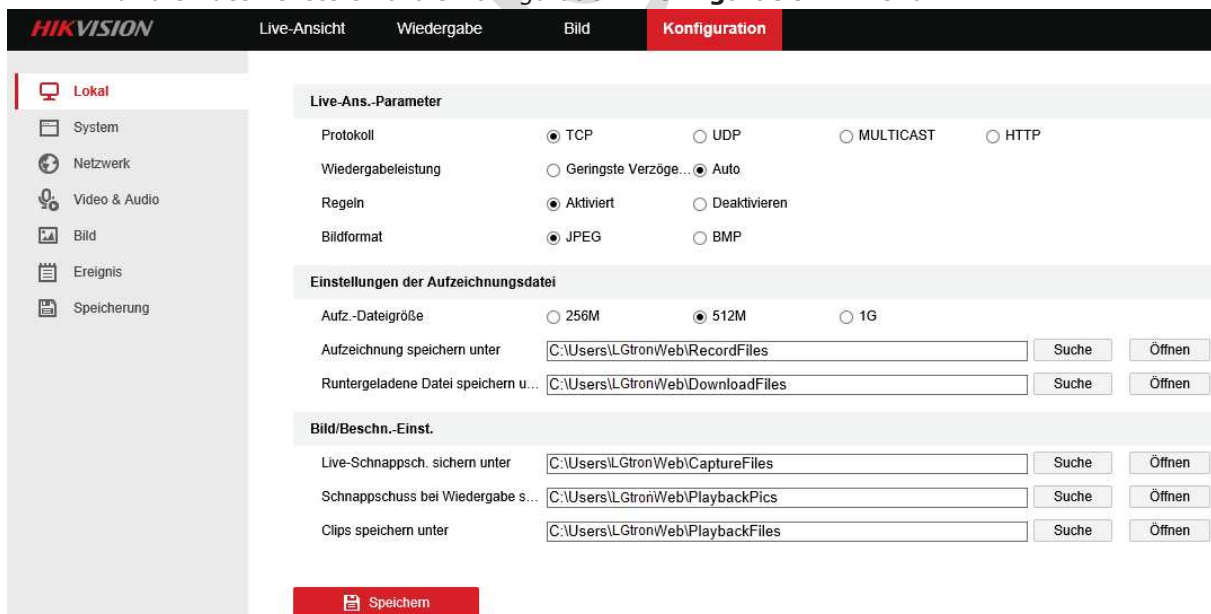 HIKVISION Live-Ansicht Wiedergabe Bild Konfiguration
Lokal
System
Netzwerk
Video & Audio
Bild
Ereignis
Speicherung
Live-Ans.-Parameter
Protokoll TCP UDP MULTICAST HTTP
Wiedergabeleistung Geringste Verzöge... Auto
Regeln Aktiviert Deaktivieren
Bildformat JPEG BMP
Einstellungen der Aufzeichnungsdatei
Aufz.-Dateigröße 256M 512M 1G
Aufzeichnung speichern unter C:\Users\LGtronWeb\RecordFiles Suche Öffnen
Runtergeladene Datei speichern u... C:\Users\LGtronWeb\DownloadFiles Suche Öffnen
Bild/Beschn.-Einst.
Live-Schnappsch. sichern unter C:\Users\LGtronWeb\CaptureFiles Suche Öffnen
Schnappschuss bei Wiedergabe s... C:\Users\LGtronWeb\PlaybackPics Suche Öffnen
Clips speichern unter C:\Users\LGtronWeb\PlaybackFiles Suche Öffnen
Speichern